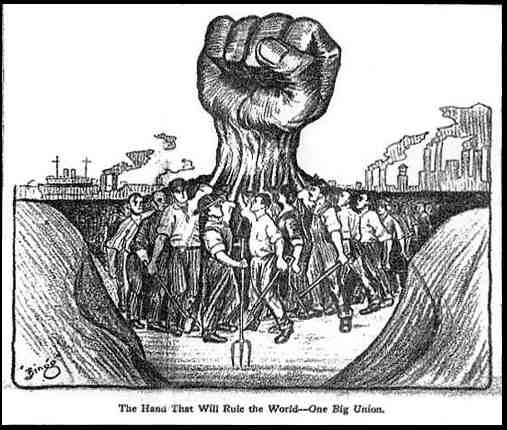 "Bingo"
The Hand That Will Rule the World--One Big Union.